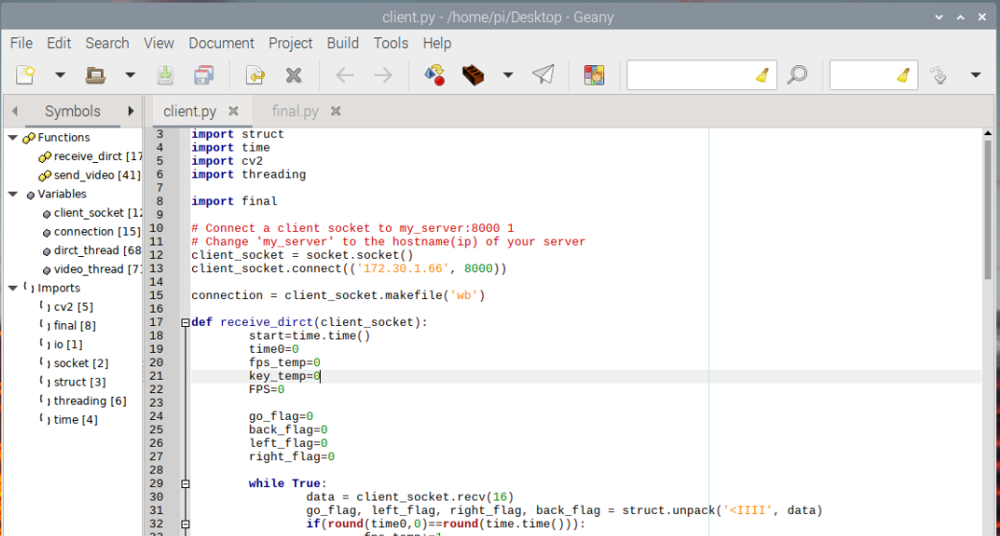 client.py - /home/pi/Desktop - Geany
File Edit Search View Document Project Build Tools Help
Symbols
client.py
final.py
Functions
receive_dirct [17
send_video [41]
Variables
client_socket [12
connection [15]
dirct_thread [68
video_thread [71
Imports
cv2 [5]
final [8]
io [1]
socket [2]
struct [3]
threading [6]
time [4]
3 import struct
4 import time
5 import cv2
6 import threading
7
8 import final
9
10 # Connect a client socket to my_server:8000 1
11 # Change 'my_server' to the hostname(ip) of your server
12 client_socket = socket.socket()
13 client_socket.connect(('172.30.1.66', 8000))
14
15 connection = client_socket.makefile('wb')
16
17 def receive_dirct(client_socket):
18 start=time.time()
19 time0=0
20 fps_temp=0
21 key_temp=0
22 FPS=0
23
24 go_flag=0
25 back_flag=0
26 left_flag=0
27 right_flag=0
28
29 while True:
30 data = client_socket.recv(16)
31 go_flag, left_flag, right_flag, back_flag = struct.unpack('<IIII', data)
32 if(round(time0,0)==round(time.time())):